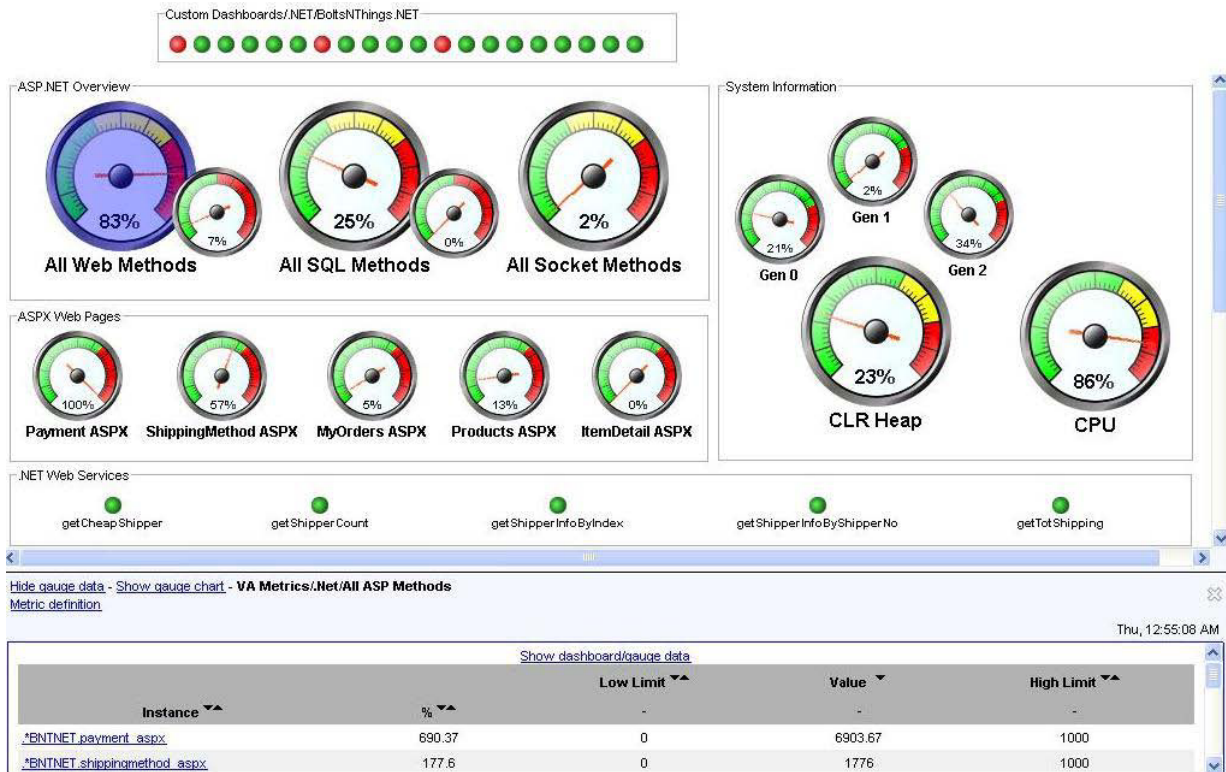 Custom Dashboards/.NET/BoltsNThings.NET
ASP.NET Overview
83%
7%
All Web Methods
25%
0%
All SQL Methods
2%
All Socket Methods
System Information
2%
Gen 1
21%
Gen 0
34%
Gen 2
23%
CLR Heap
86%
CPU
ASPX Web Pages
100%
Payment ASPX
57%
ShippingMethod ASPX
5%
MyOrders ASPX
13%
Products ASPX
0%
ItemDetail ASPX
.NET Web Services
getCheapShipper
getShipperCount
getShipperInfoByIndex
getShipperInfoByShipperNo
getTotShipping
Hide gauge data - Show gauge chart - VA Metrics/.Net/All ASP Methods
Metric definition
Thu, 12:55:08 AM
Show dashboard/gauge data
Low Limit Value High Limit
Instance % - - -
.*BNTNET.payment_aspx 690.37 0 6903.67 1000
.*BNTNET.shippingmethod_aspx 177.6 0 1776 1000